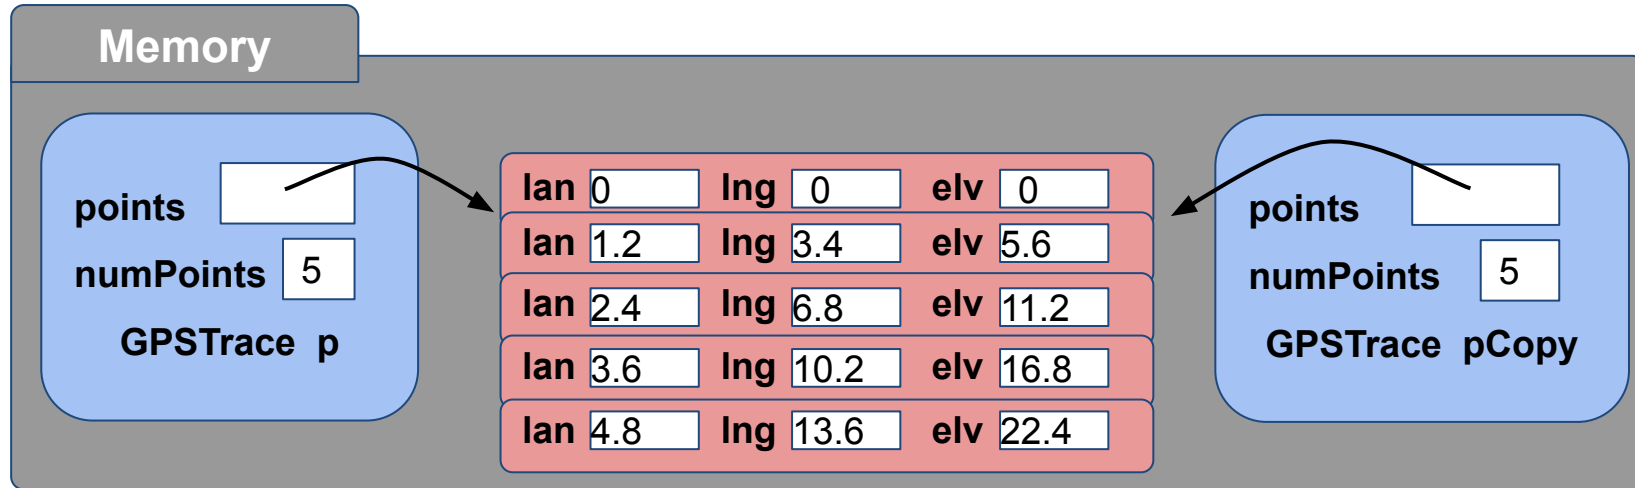 Memory
points
numPoints 5
GPSTrace p
lan 0 lng 0 elv 0
lan 1.2 lng 3.4 elv 5.6
lan 2.4 lng 6.8 elv 11.2
lan 3.6 lng 10.2 elv 16.8
lan 4.8 lng 13.6 elv 22.4
points
numPoints 5
GPSTrace pCopy